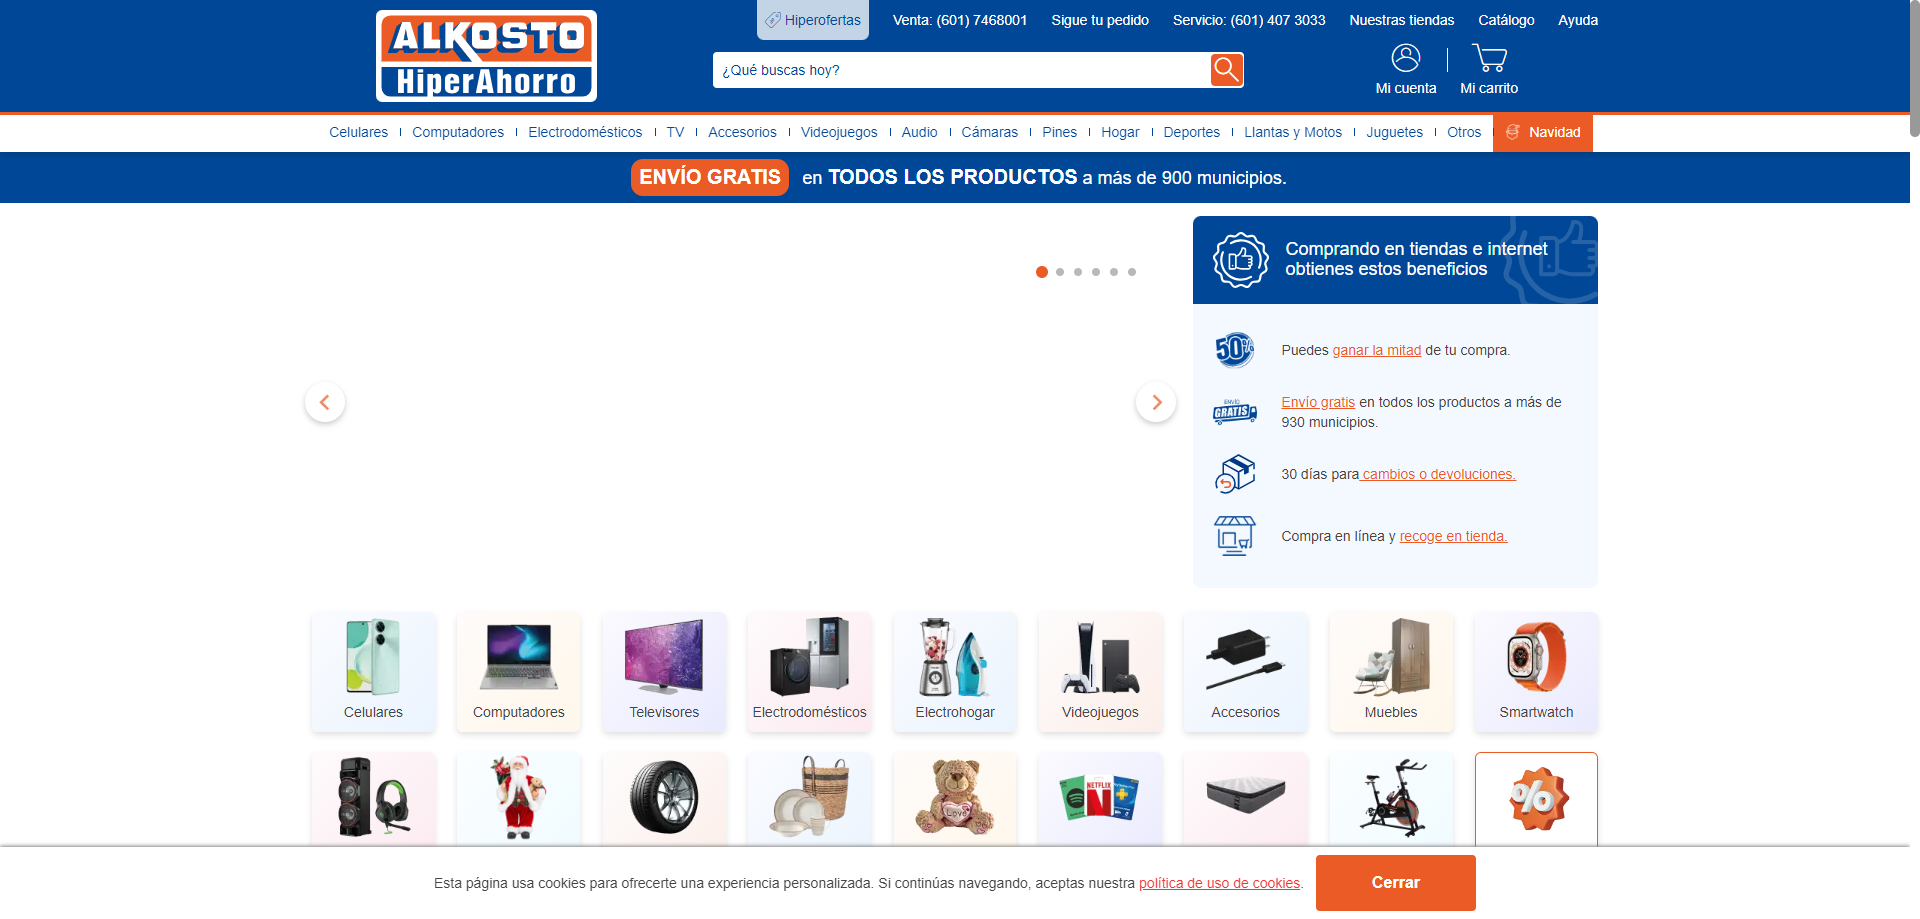 ALKOSTO
HiperAhorro
Hiperofertas
Venta: (601) 7468001
Sigue tu pedido
Servicio: (601) 407 3033
Nuestras tiendas
Catálogo
Ayuda
¿Qué buscas hoy?
Mi cuenta
Mi carrito
Celulares
Computadores
Electrodomésticos
TV
Accesorios
Videojuegos
Audio
Cámaras
Pines
Hogar
Deportes
Llantas y Motos
Juguetes
Otros
Navidad
ENVÍO GRATIS en TODOS LOS PRODUCTOS a más de 900 municipios.
Comprando en tiendas e internet
obtienes estos beneficios
50%
Puedes ganar la mitad de tu compra.
ENVÍO
GRATIS
Envío gratis en todos los productos a más de
930 municipios.
30 días para cambios o devoluciones.
Compra en línea y recoge en tienda.
Celulares
Computadores
Televisores
Electrodomésticos
Electrohogar
Videojuegos
Accesorios
Muebles
Smartwatch
Love
NETFLIX
%
Esta página usa cookies para ofrecerte una experiencia personalizada. Si continúas navegando, aceptas nuestra política de uso de cookies.
Cerrar